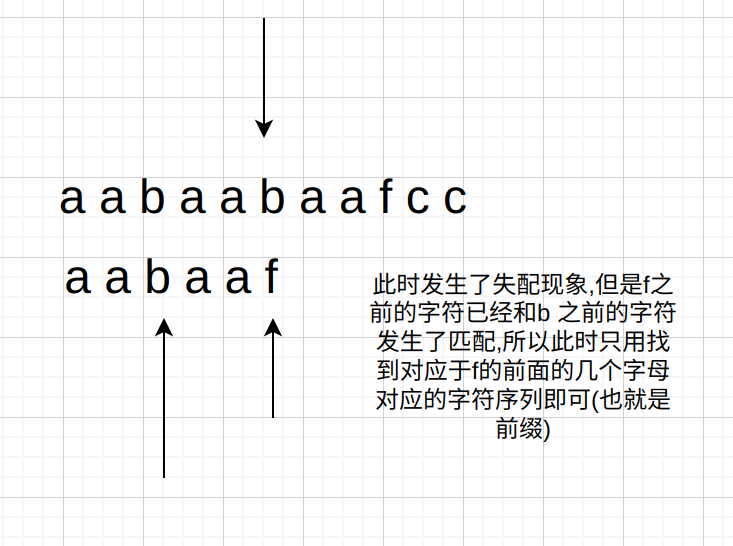 a a b a a b a a f c c
a a b a a f
此时发生了失配现象,但是f之
前的字符已经和b 之前的字符
发生了匹配,所以此时只用找
到对应于f的前面的几个字母
对应的字符序列即可(也就是
前缀)